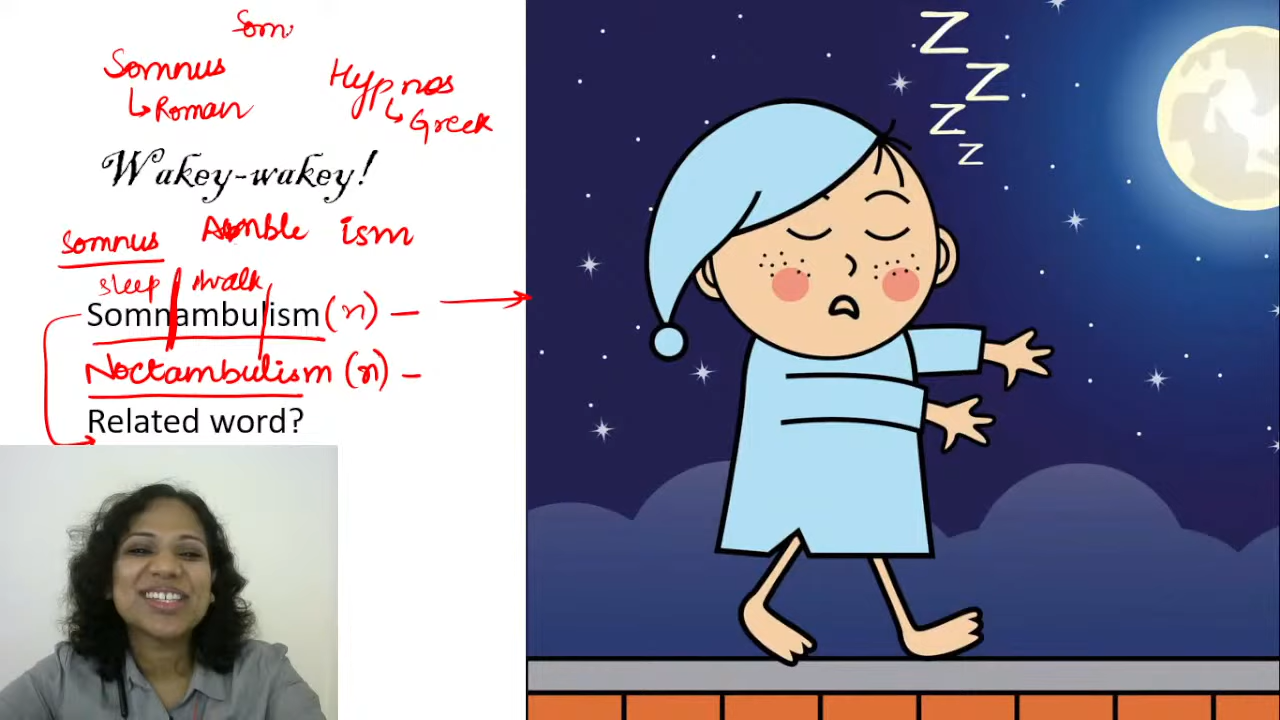 Som
Somnus Hypnos
↳Roman ↳Greek
Wakey-wakey!
Somnus Amble ism
sleep walk
Somnambulism (n) –
Noctambulism (n) –
Related word?
Z
Z
Z
Z